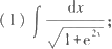 (1) ∫ dx/√(1+e^{2x});